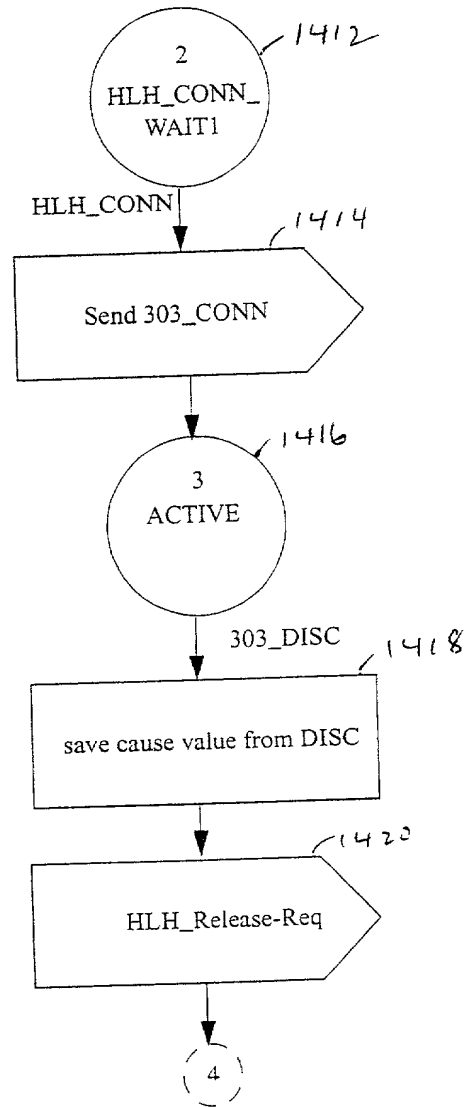 1412
2
HLH_CONN_
WAIT1
HLH_CONN
1414
Send 303_CONN
1416
3
ACTIVE
303_DISC
1418
save cause value from DISC
1420
HLH_Release-Req
4